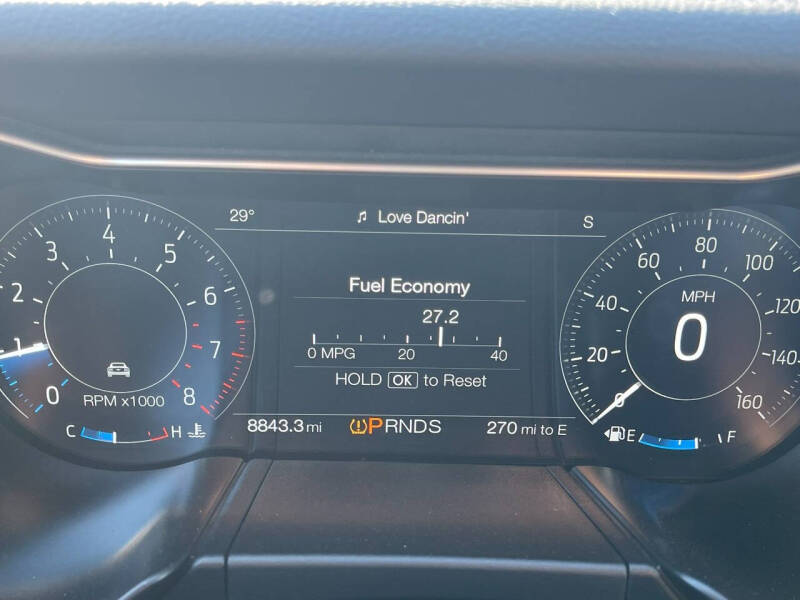 29° ♫ Love Dancin' S
Fuel Economy
27.2
0 MPG 20 40
HOLD OK to Reset
8843.3 mi PRNDS 270 mi to E
0 1 2 3 4 5 6 7 8
RPM x1000
C H
0 20 40 60 80 100 120 140 160
MPH
0
E F